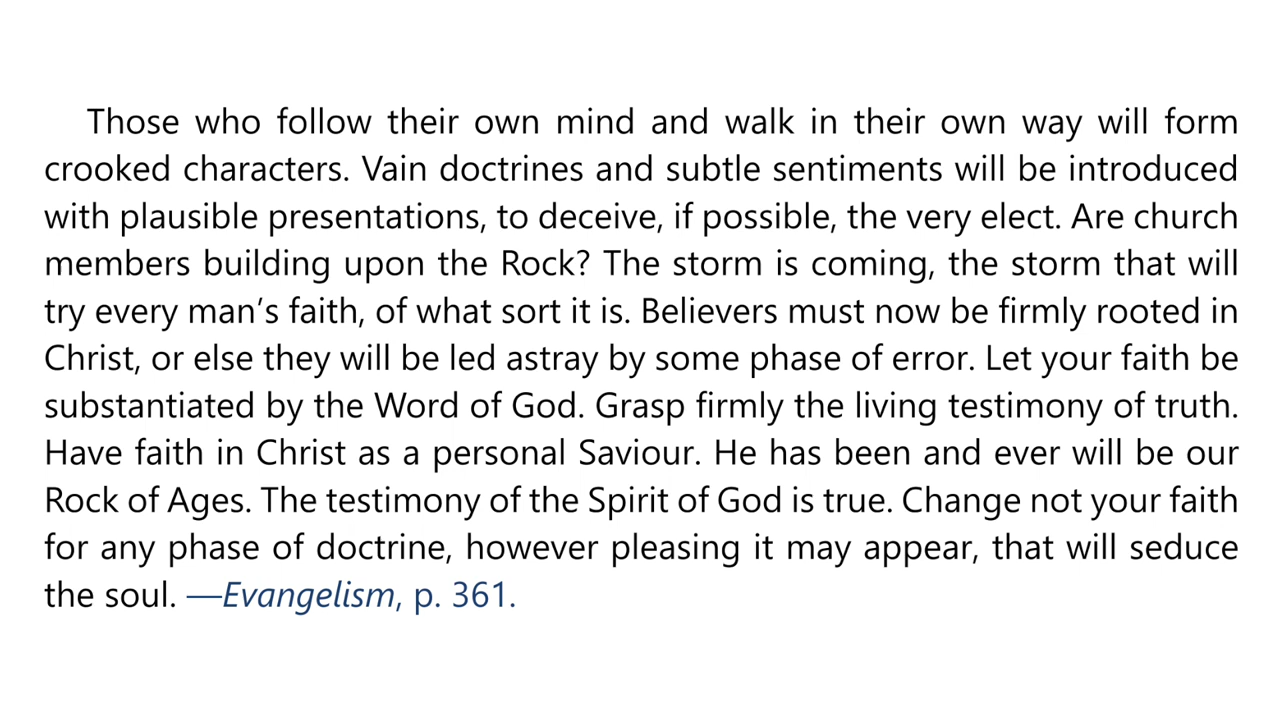 Those who follow their own mind and walk in their own way will form
crooked characters. Vain doctrines and subtle sentiments will be introduced
with plausible presentations, to deceive, if possible, the very elect. Are church
members building upon the Rock? The storm is coming, the storm that will
try every man’s faith, of what sort it is. Believers must now be firmly rooted in
Christ, or else they will be led astray by some phase of error. Let your faith be
substantiated by the Word of God. Grasp firmly the living testimony of truth.
Have faith in Christ as a personal Saviour. He has been and ever will be our
Rock of Ages. The testimony of the Spirit of God is true. Change not your faith
for any phase of doctrine, however pleasing it may appear, that will seduce
the soul. —Evangelism, p. 361.